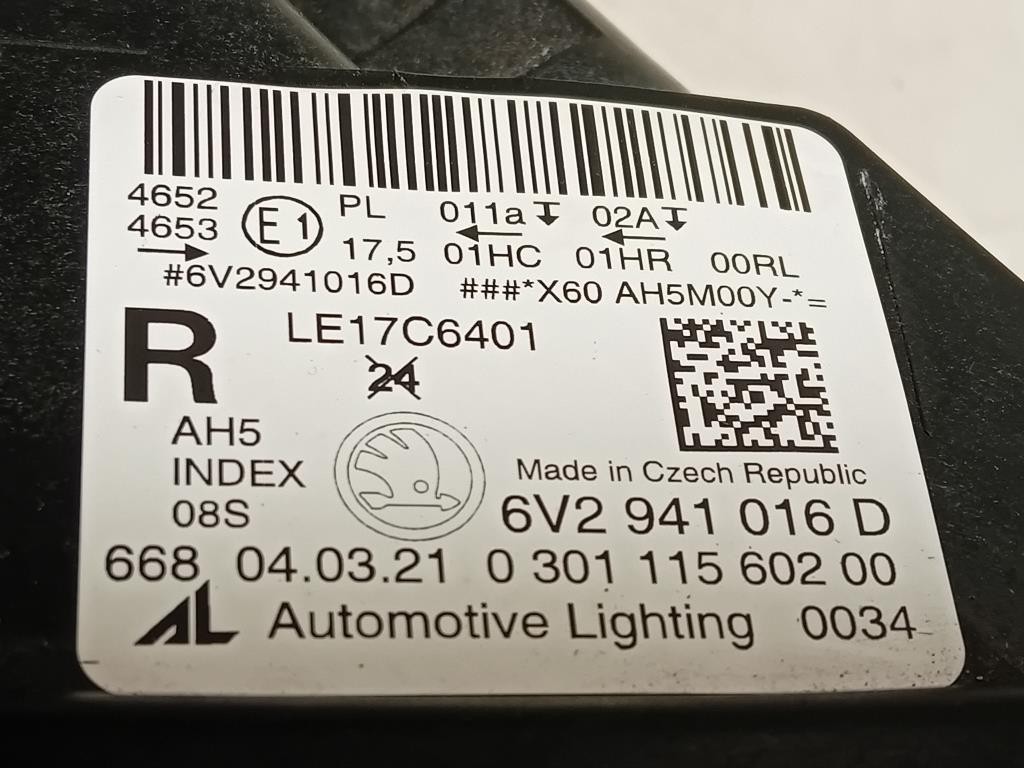 4652 E1 PL 011a 02A
4653 17,5 01HC 01HR 00RL
#6V2941016D ###*X60 AH5M00Y-*=
R LE17C6401
24
AH5
INDEX Made in Czech Republic
08S 6V2 941 016 D
668 04.03.21 0 301 115 602 00
AL Automotive Lighting 0034